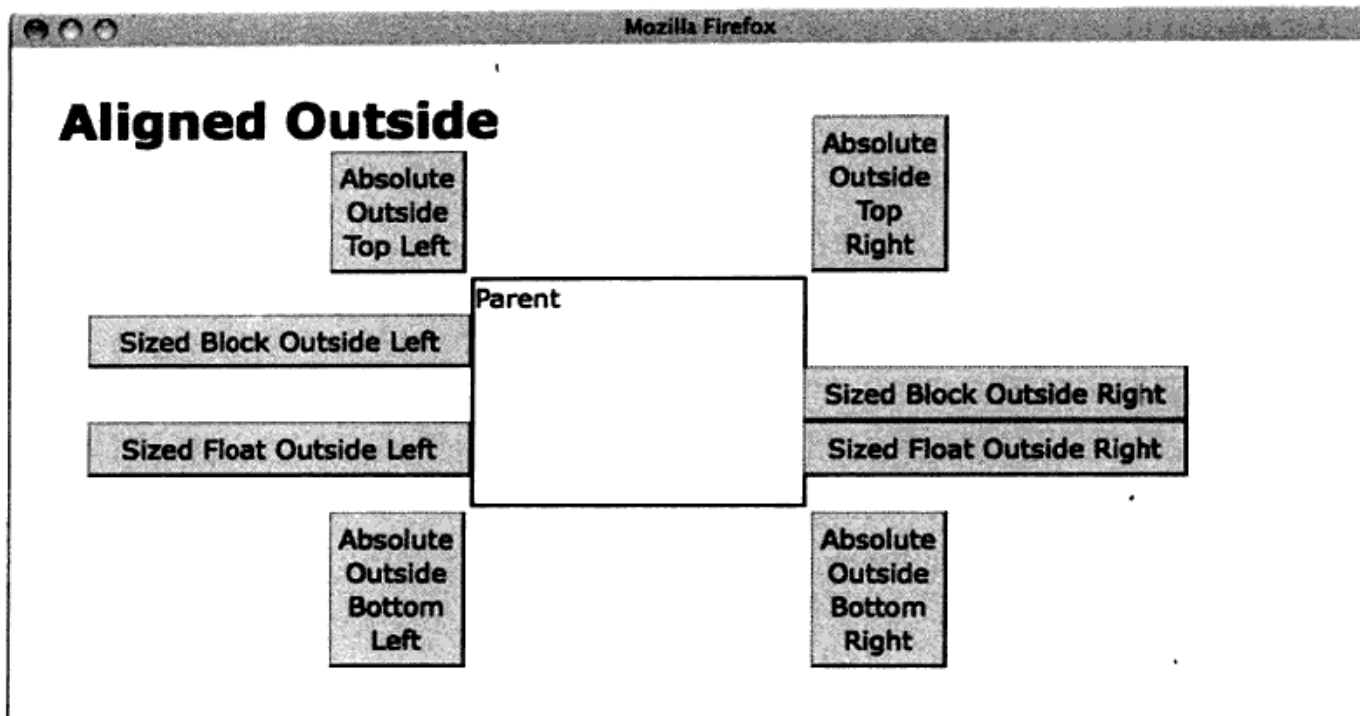 Mozilla Firefox
Aligned Outside
Absolute
Outside
Top Left
Absolute
Outside
Top
Right
Parent
Sized Block Outside Left
Sized Block Outside Right
Sized Float Outside Left
Sized Float Outside Right
Absolute
Outside
Bottom
Left
Absolute
Outside
Bottom
Right